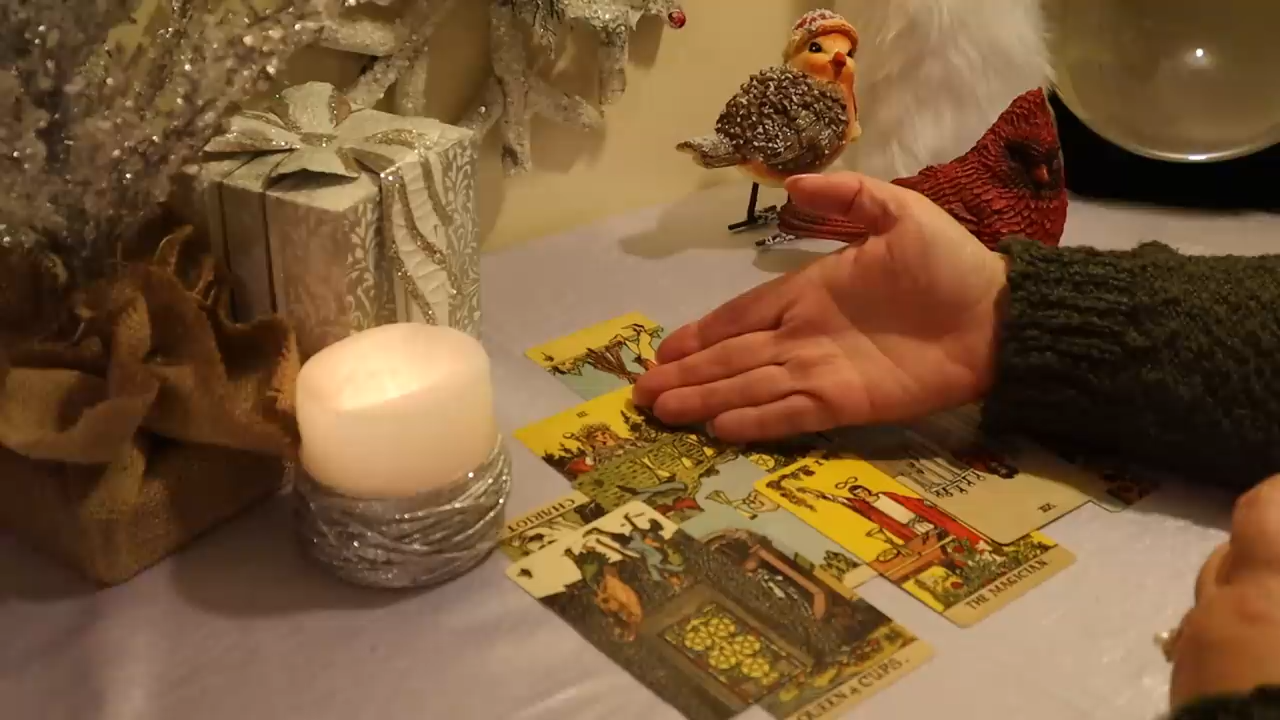 III
CHARIOT
I
THE MAGICIAN
QUEEN of CUPS.